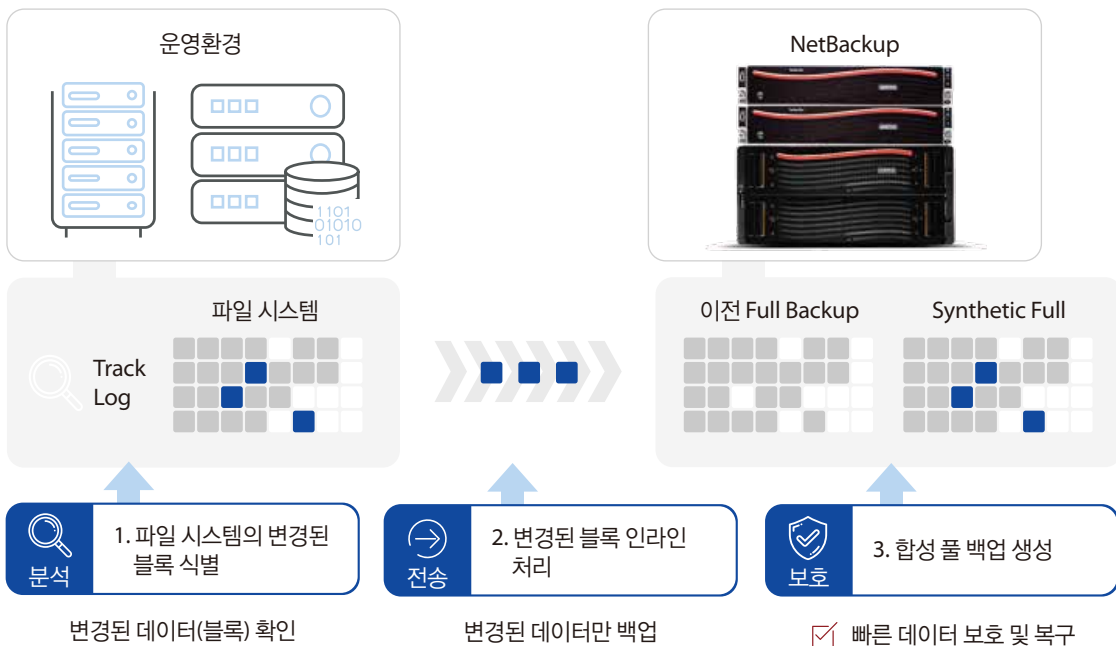 운영환경
NetBackup
1101
01010
101
파일 시스템
Track
Log
이전 Full Backup
Synthetic Full
분석
1. 파일 시스템의 변경된
블록 식별
전송
2. 변경된 블록 인라인
처리
보호
3. 합성 풀 백업 생성
변경된 데이터(블록) 확인
변경된 데이터만 백업
빠른 데이터 보호 및 복구